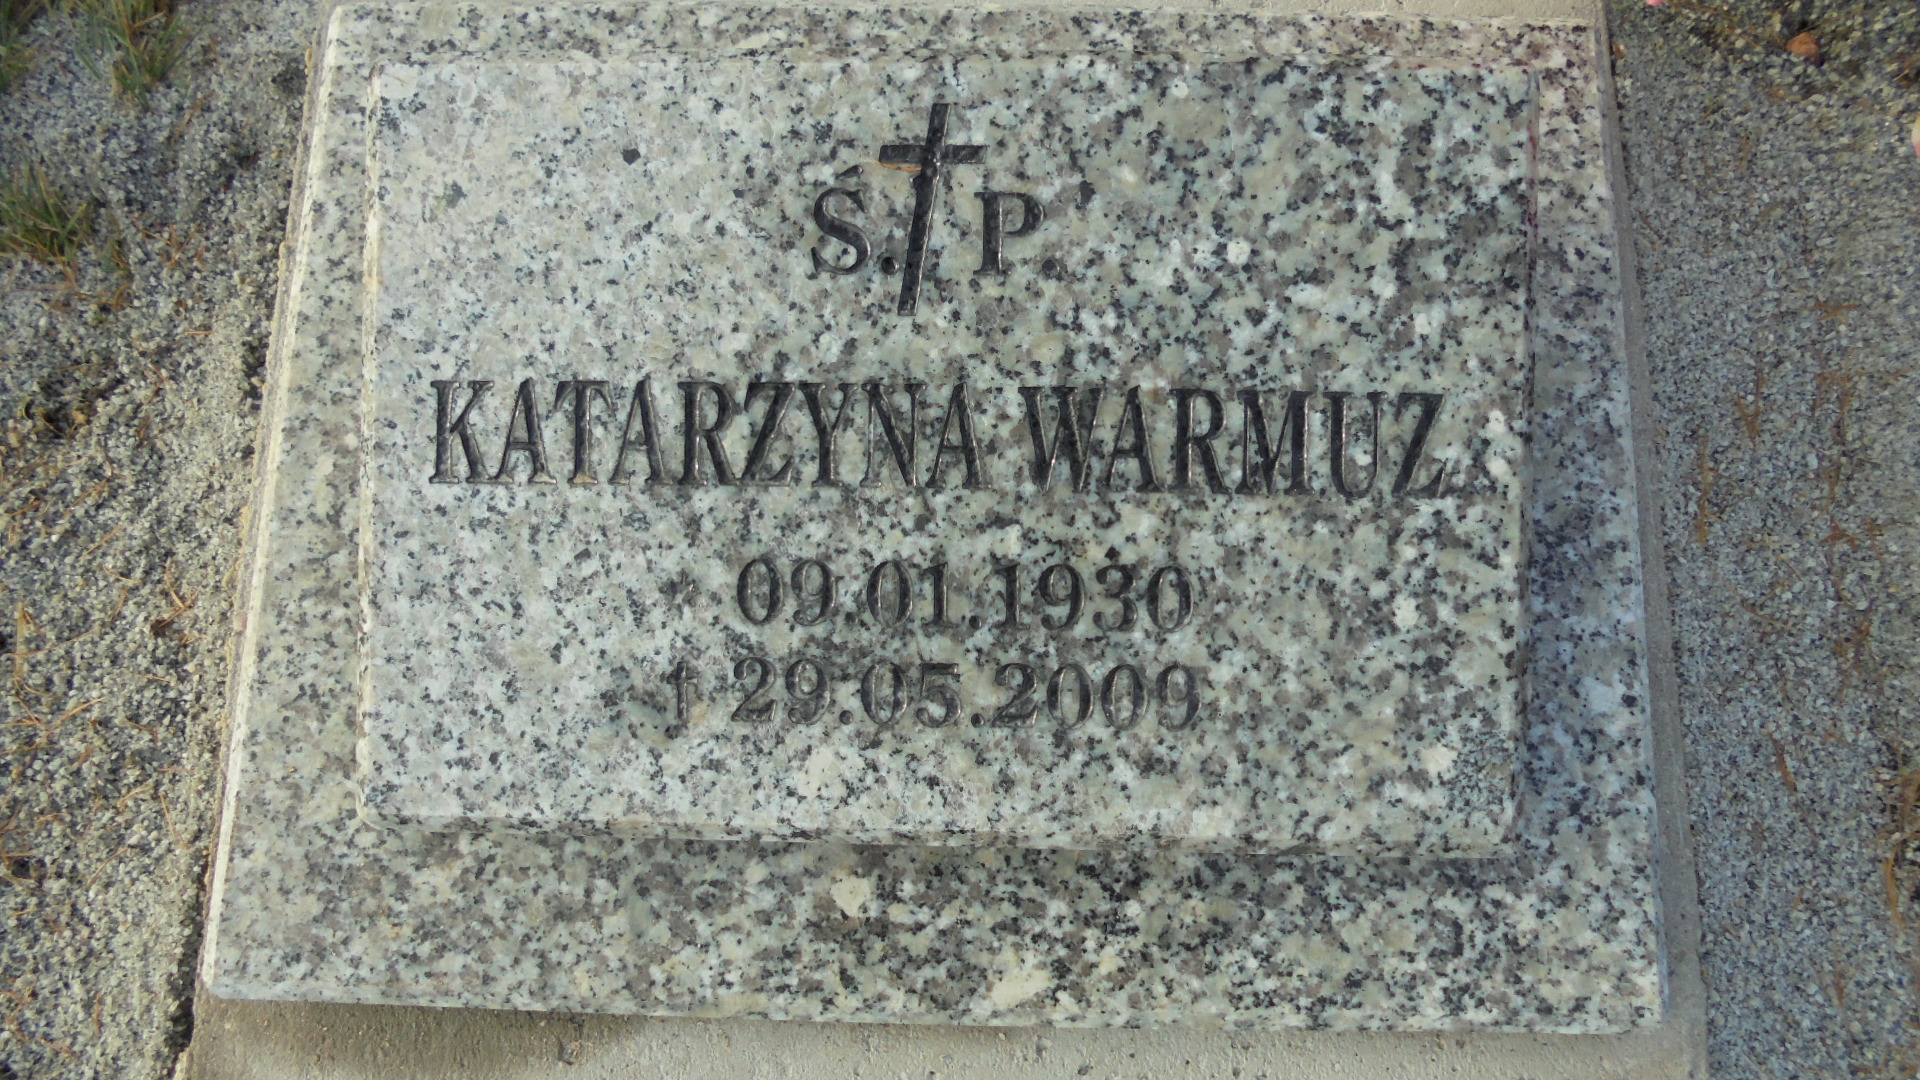 Ś.†P.
KATARZYNA WARMUZ
* 09.01.1930
† 29.05.2009